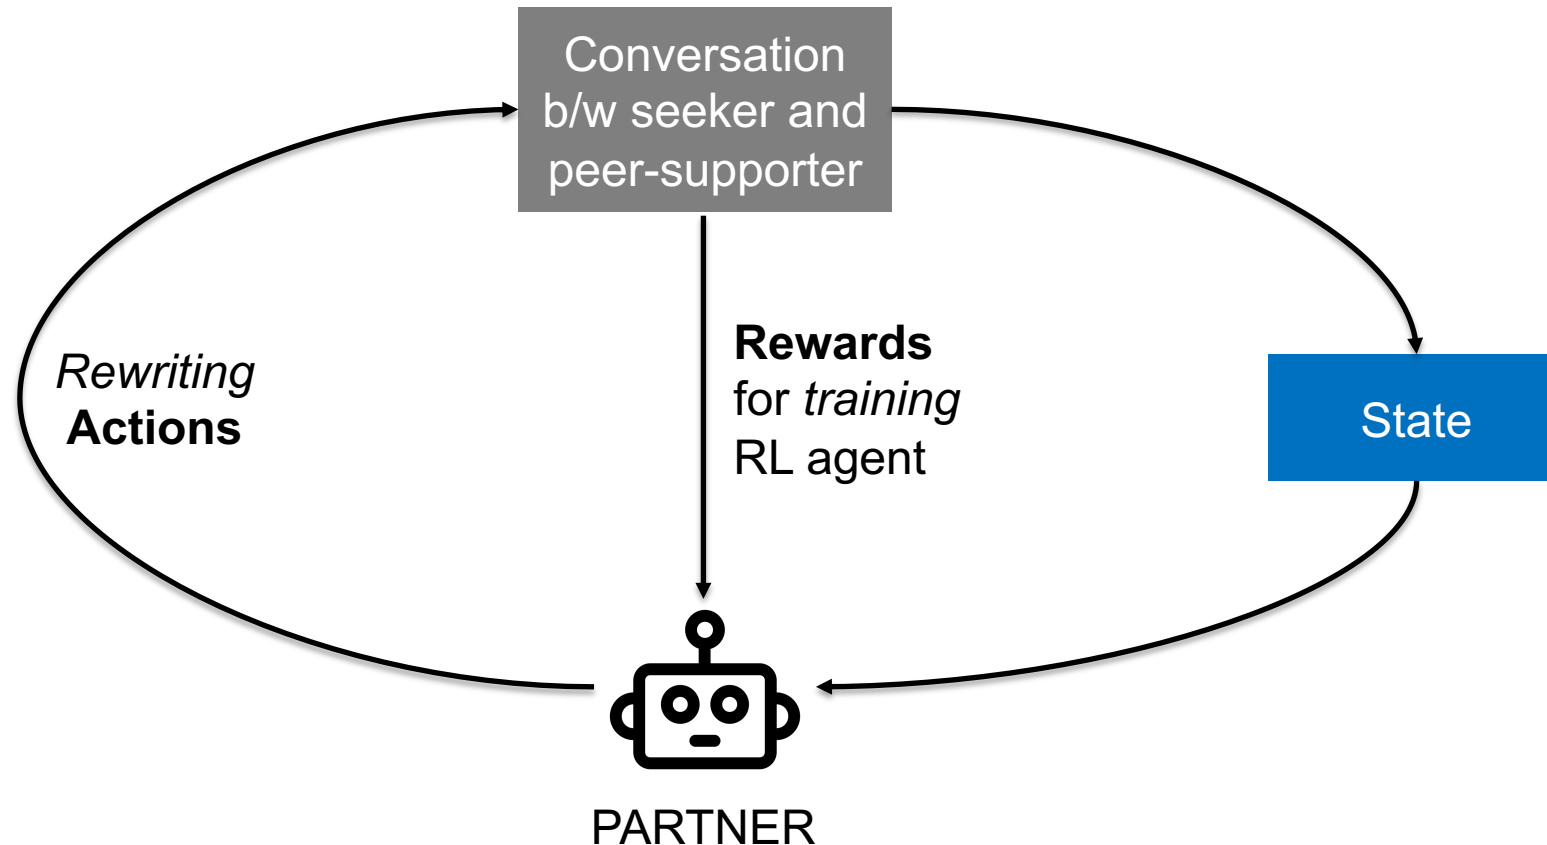 Conversation
b/w seeker and
peer-supporter
Rewriting
Actions
Rewards
for training
RL agent
State
PARTNER